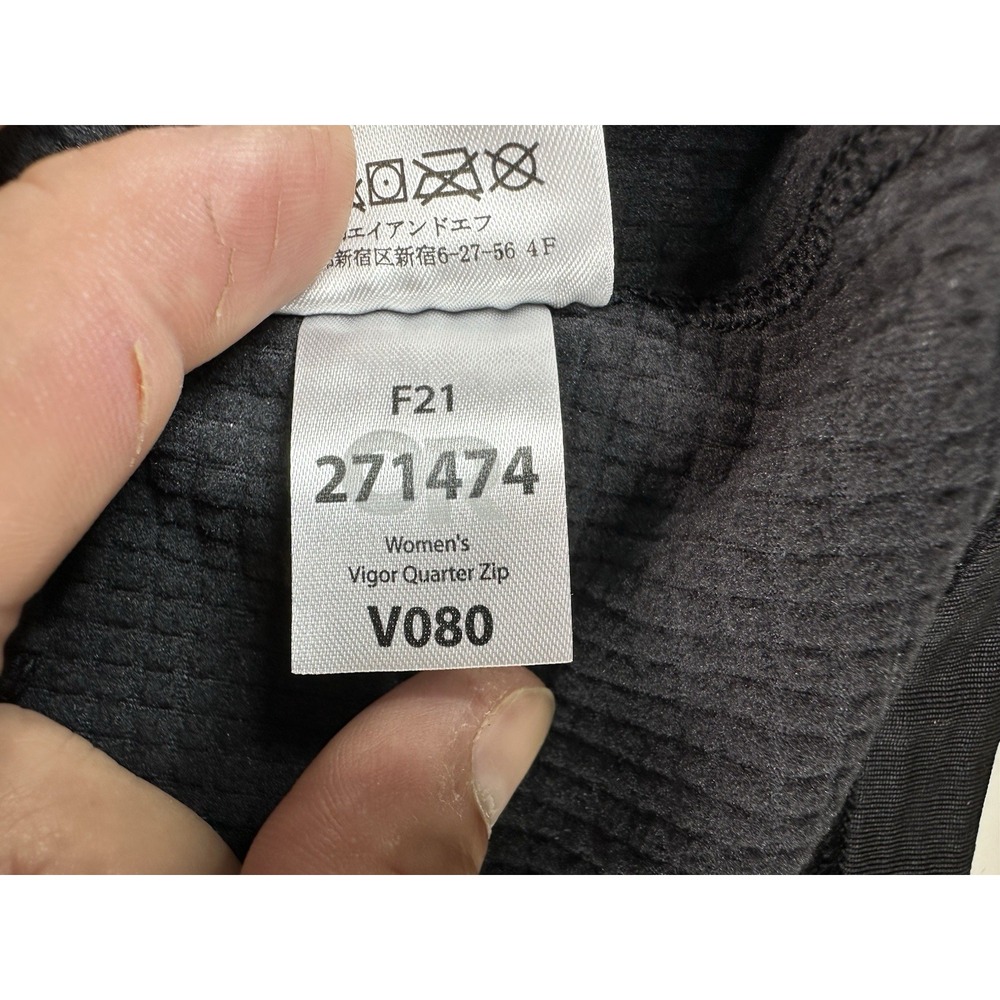 エイアンドエフ
新宿区新宿6-27-56 4F
F21
OR
271474
Women's
Vigor Quarter Zip
V080